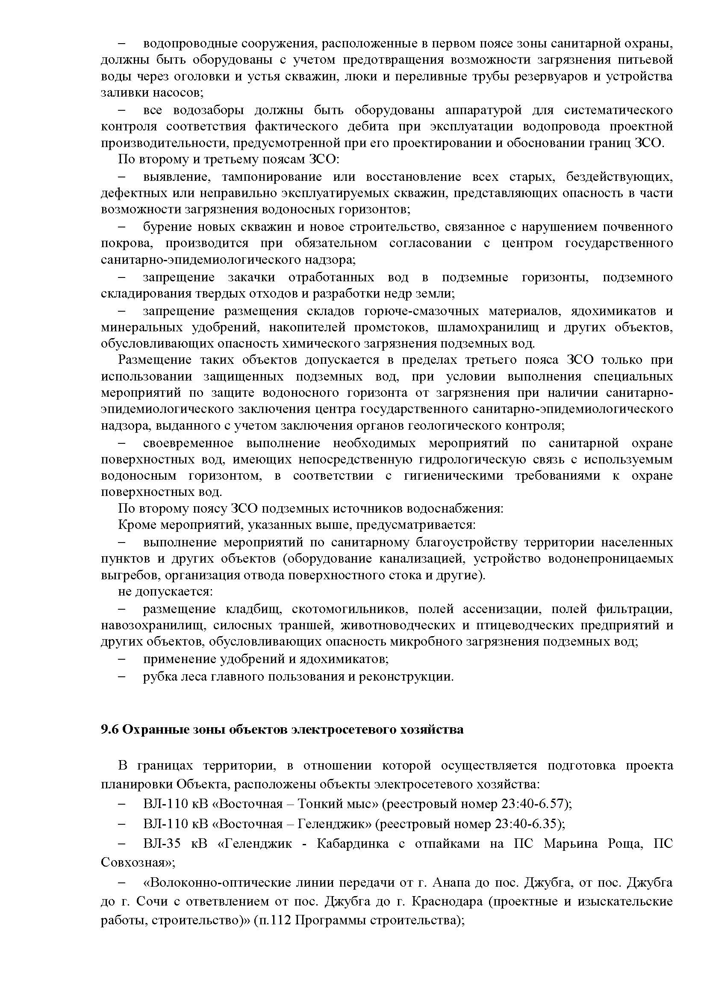 – водопроводные сооружения, расположенные в первом поясе зоны санитарной охраны,
должны быть оборудованы с учетом предотвращения возможности загрязнения питьевой
воды через оголовки и устья скважин, люки и переливные трубы резервуаров и устройства
заливки насосов;
– все водозаборы должны быть оборудованы аппаратурой для систематического
контроля соответствия фактического дебита при эксплуатации водопровода проектной
производительности, предусмотренной при его проектировании и обосновании границ ЗСО.
По второму и третьему поясам ЗСО:
– выявление, тампонирование или восстановление всех старых, бездействующих,
дефектных или неправильно эксплуатируемых скважин, представляющих опасность в части
возможности загрязнения водоносных горизонтов;
– бурение новых скважин и новое строительство, связанное с нарушением почвенного
покрова, производится при обязательном согласовании с центром государственного
санитарно-эпидемиологического надзора;
– запрещение закачки отработанных вод в подземные горизонты, подземного
складирования твердых отходов и разработки недр земли;
– запрещение размещения складов горюче-смазочных материалов, ядохимикатов и
минеральных удобрений, накопителей промстоков, шламохранилищ и других объектов,
обусловливающих опасность химического загрязнения подземных вод.
Размещение таких объектов допускается в пределах третьего пояса ЗСО только при
использовании защищенных подземных вод, при условии выполнения специальных
мероприятий по защите водоносного горизонта от загрязнения при наличии санитарно-
эпидемиологического заключения центра государственного санитарно-эпидемиологического
надзора, выданного с учетом заключения органов геологического контроля;
– своевременное выполнение необходимых мероприятий по санитарной охране
поверхностных вод, имеющих непосредственную гидрологическую связь с используемым
водоносным горизонтом, в соответствии с гигиеническими требованиями к охране
поверхностных вод.
По второму поясу ЗСО подземных источников водоснабжения:
Кроме мероприятий, указанных выше, предусматривается:
– выполнение мероприятий по санитарному благоустройству территории населенных
пунктов и других объектов (оборудование канализацией, устройство водонепроницаемых
выгребов, организация отвода поверхностного стока и другие).
не допускается:
– размещение кладбищ, скотомогильников, полей ассенизации, полей фильтрации,
навозохранилищ, силосных траншей, животноводческих и птицеводческих предприятий и
других объектов, обусловливающих опасность микробного загрязнения подземных вод;
– применение удобрений и ядохимикатов;
– рубка леса главного пользования и реконструкции.
9.6 Охранные зоны объектов электросетевого хозяйства
В границах территории, в отношении которой осуществляется подготовка проекта
планировки Объекта, расположены объекты электросетевого хозяйства:
– ВЛ-110 кВ «Восточная – Тонкий мыс» (реестровый номер 23:40-6.57);
– ВЛ-110 кВ «Восточная – Геленджик» (реестровый номер 23:40-6.35);
– ВЛ-35 кВ «Геленджик - Кабардинка с отпайками на ПС Марьина Роща, ПС
Совхозная»;
– «Волоконно-оптические линии передачи от г. Анапа до пос. Джубга, от пос. Джубга
до г. Сочи с ответвлением от пос. Джубга до г. Краснодара (проектные и изыскательские
работы, строительство)» (п.112 Программы строительства);